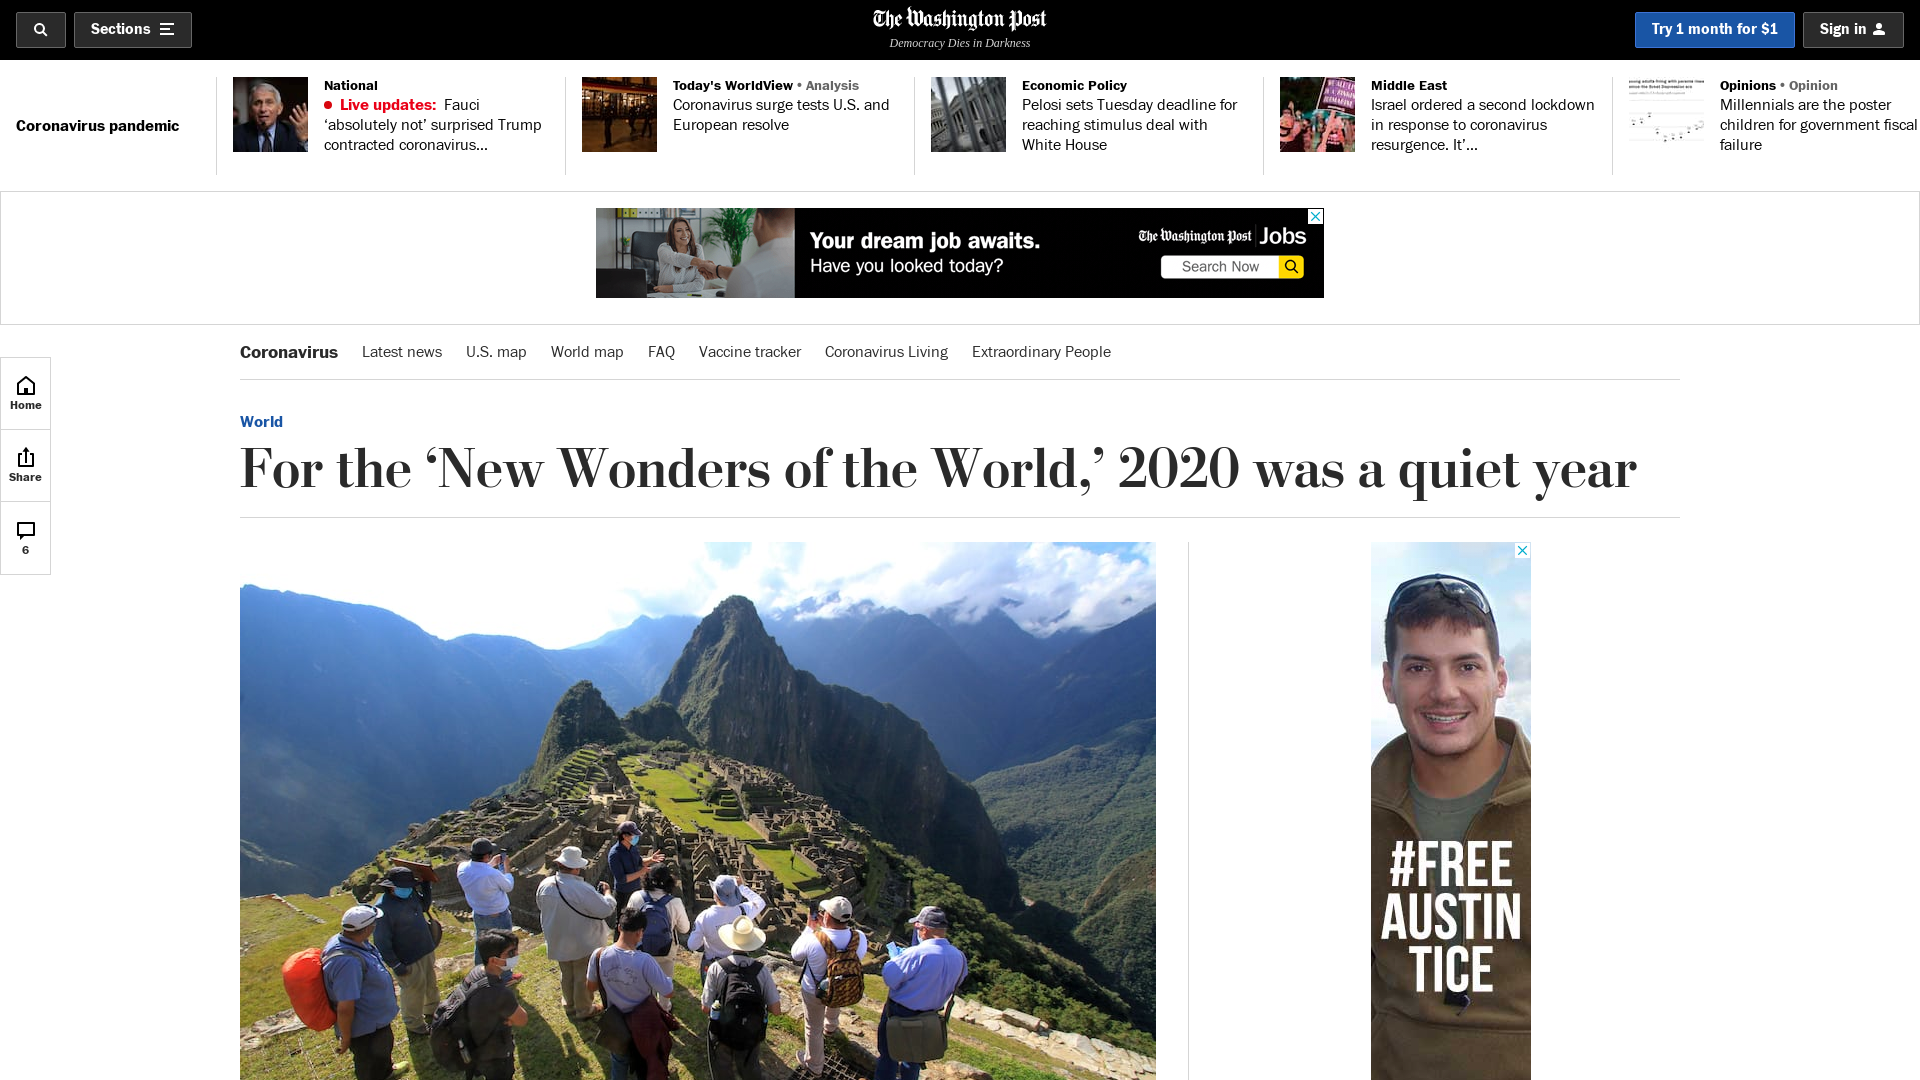 Sections
The Washington Post
Democracy Dies in Darkness
Try 1 month for $1
Sign in
Coronavirus pandemic
National
Live updates: Fauci
‘absolutely not’ surprised Trump
contracted coronavirus...
Today's WorldView • Analysis
Coronavirus surge tests U.S. and
European resolve
Economic Policy
Pelosi sets Tuesday deadline for
reaching stimulus deal with
White House
Middle East
Israel ordered a second lockdown
in response to coronavirus
resurgence. It’...
Opinions • Opinion
Millennials are the poster
children for government fiscal
failure
Your dream job awaits.
Have you looked today?
The Washington Post Jobs
Search Now
Coronavirus Latest news U.S. map World map FAQ Vaccine tracker Coronavirus Living Extraordinary People
Home
Share
6
World
For the ‘New Wonders of the World,’ 2020 was a quiet year
#FREE
AUSTIN
TICE